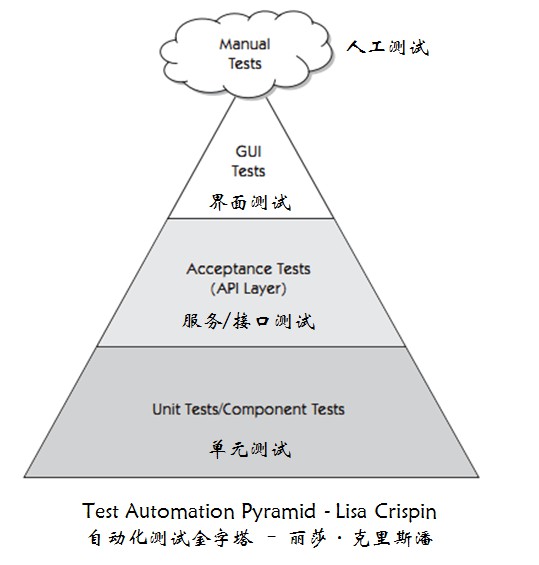 Manual
Tests
人工测试
GUI
Tests
界面测试
Acceptance Tests
(API Layer)
服务/接口测试
Unit Tests/Component Tests
单元测试
Test Automation Pyramid - Lisa Crispin
自动化测试金字塔 - 丽莎·克里斯潘